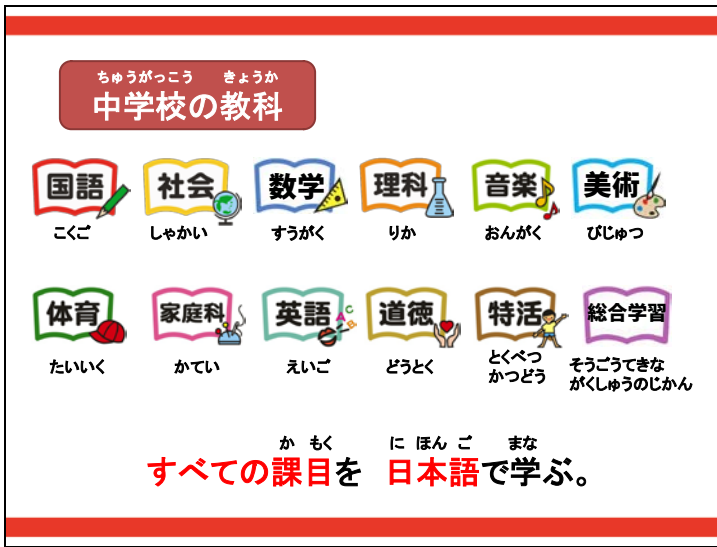 ちゅうがっこう きょうか
中学校の教科
国語 社会 数学 理科 音楽 美術
こくご しゃかい すうがく りか おんがく びじゅつ
体育 家庭科 英語 道徳 特活 総合学習
たいいく かてい えいご どうとく とくべつ かつどう そうごうてきな がくしゅうのじかん
か もく に ほん ご まな
すべての課目を 日本語で学ぶ。